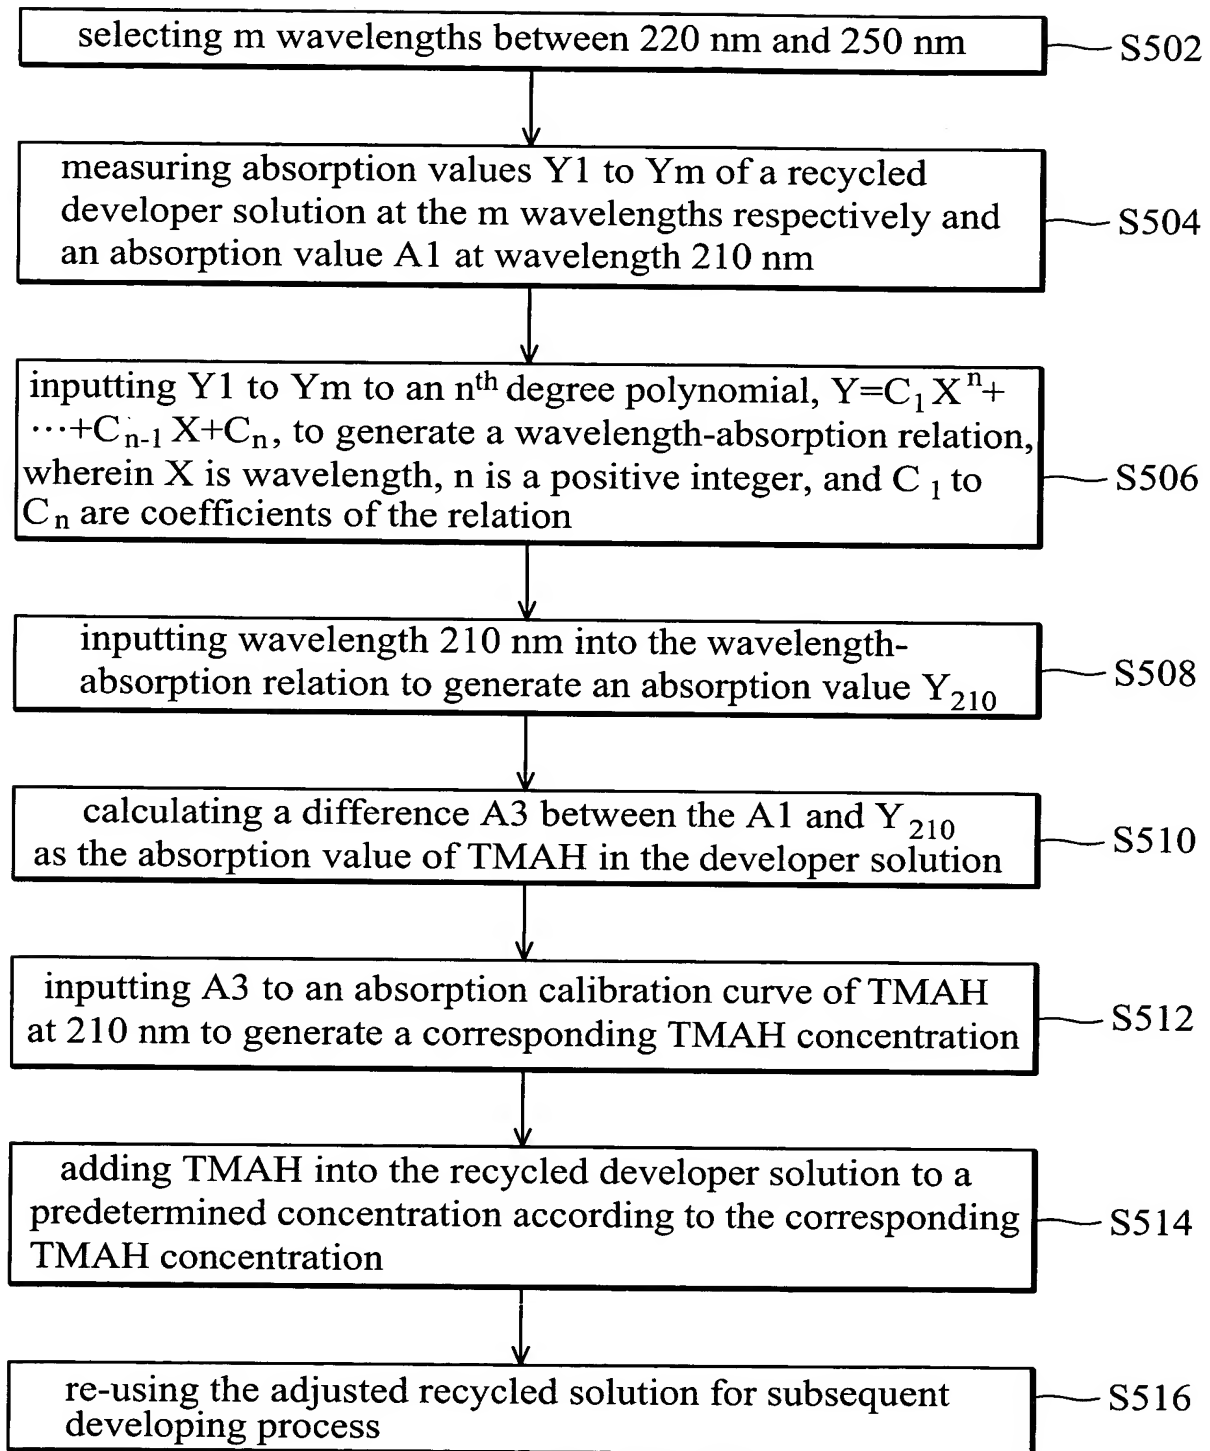 selecting m wavelengths between 220 nm and 250 nm
S502
measuring absorption values Y1 to Ym of a recycled
developer solution at the m wavelengths respectively and
an absorption value A1 at wavelength 210 nm
S504
inputting Y1 to Ym to an nth degree polynomial, Y=C1X^n+
···+Cn-1X+Cn, to generate a wavelength-absorption relation,
wherein X is wavelength, n is a positive integer, and C1 to
Cn are coefficients of the relation
S506
inputting wavelength 210 nm into the wavelength-
absorption relation to generate an absorption value Y210
S508
calculating a difference A3 between the A1 and Y210
as the absorption value of TMAH in the developer solution
S510
inputting A3 to an absorption calibration curve of TMAH
at 210 nm to generate a corresponding TMAH concentration
S512
adding TMAH into the recycled developer solution to a
predetermined concentration according to the corresponding
TMAH concentration
S514
re-using the adjusted recycled solution for subsequent
developing process
S516